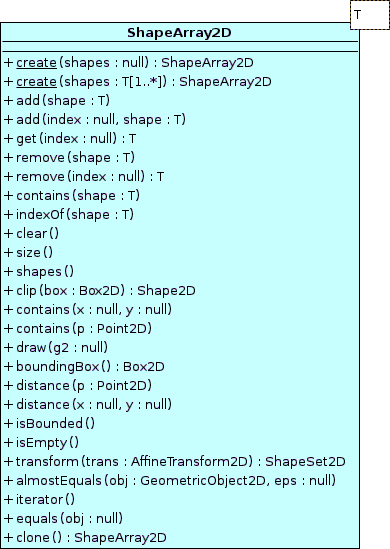 T
ShapeArray2D
+ create(shapes : null) : ShapeArray2D
+ create(shapes : T[1..*]) : ShapeArray2D
+ add(shape : T)
+ add(index : null, shape : T)
+ get(index : null) : T
+ remove(shape : T)
+ remove(index : null) : T
+ contains(shape : T)
+ indexOf(shape : T)
+ clear()
+ size()
+ shapes()
+ clip(box : Box2D) : Shape2D
+ contains(x : null, y : null)
+ contains(p : Point2D)
+ draw(g2 : null)
+ boundingBox() : Box2D
+ distance(p : Point2D)
+ distance(x : null, y : null)
+ isBounded()
+ isEmpty()
+ transform(trans : AffineTransform2D) : ShapeSet2D
+ almostEquals(obj : GeometricObject2D, eps : null)
+ iterator()
+ equals(obj : null)
+ clone() : ShapeArray2D